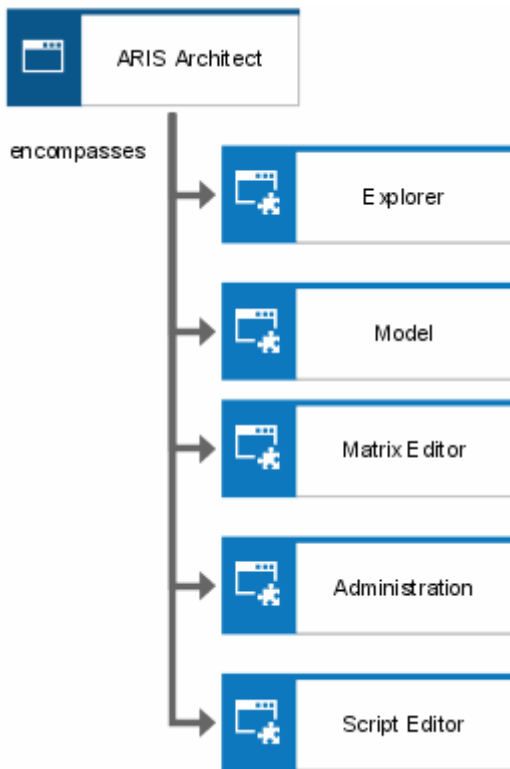 ARIS Architect
encompasses
Explorer
Model
Matrix Editor
Administration
Script Editor